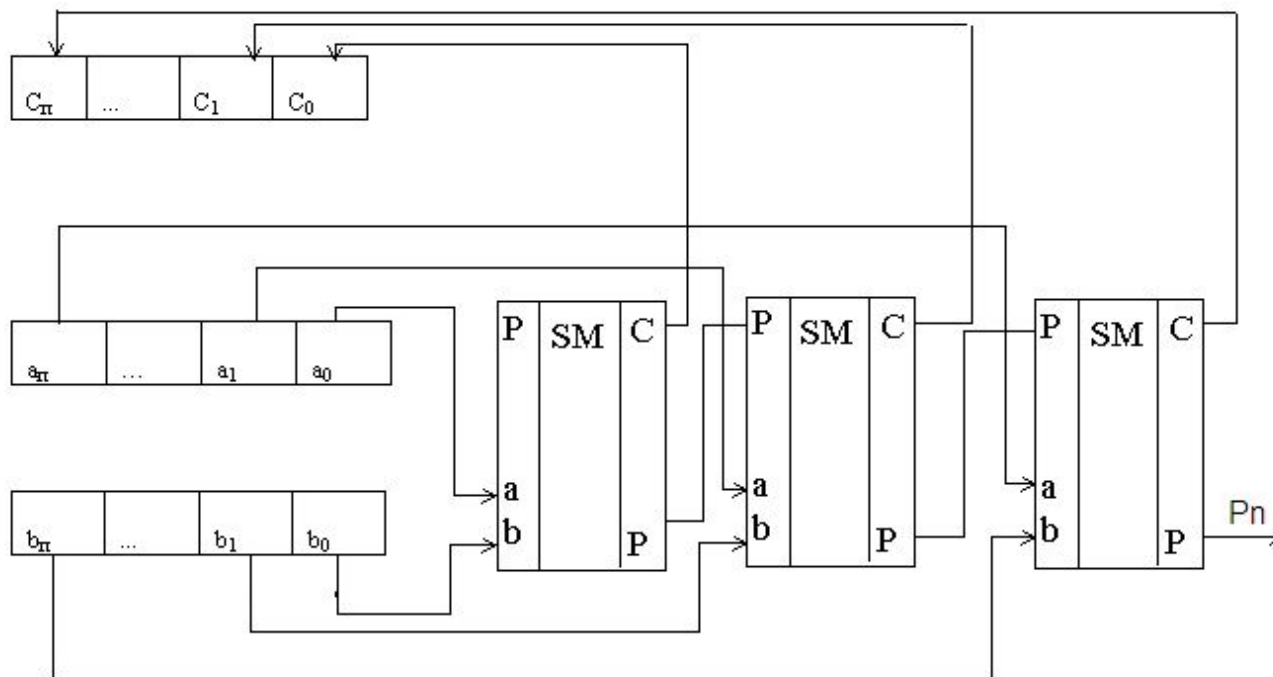 Cπ ... C1 C0
P SM C
P SM C
P SM C
aπ ... a1 a0
a
b
P
a
b
P
a
b
P
Pn
bπ ... b1 b0